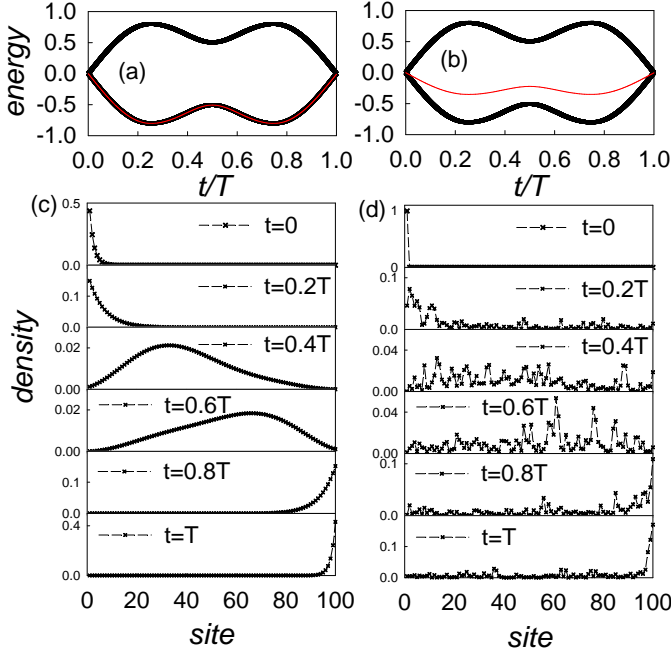 energy
1.0
0.5
0.0
-0.5
-1.0
(a)
0.0 0.2 0.4 0.6 0.8 1.0
t/T
1.0
0.5
0.0
-0.5
-1.0
(b)
0.0 0.2 0.4 0.6 0.8 1.0
t/T
density
(c)
0.5
t=0
0.0
0.1
t=0.2T
0.0
0.02
t=0.4T
0.00
0.02
t=0.6T
0.00
0.1
t=0.8T
0.0
0.4
t=T
0.0
0 20 40 60 80 100
site
(d)
1
t=0
0
0.1
t=0.2T
0.0
0.04
t=0.4T
0.00
0.04
t=0.6T
0.00
0.1
t=0.8T
0.0
0.1
t=T
0.0
0 20 40 60 80 100
site